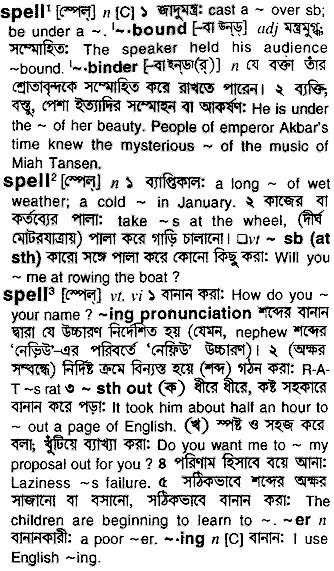 spell¹ [স্পেল্] n [C] ১ জাদুমন্ত্র: cast a ~ over sb;
be under a ~. ˈ~·bound [–বা উন্‌ড্] adj মন্ত্রমুগ্ধ;
সম্মোহিত: The speaker held his audience
~bound. ˈ~·binder [–বাইন্‌ডা(র্)] n যে বক্তা তাঁর
শ্রোতাবৃন্দকে সম্মোহিত করে রাখতে পারেন। ২ ব্যক্তি,
বস্তু, পেশা ইত্যাদির সম্মোহন বা আকর্ষণ: He is under
the ~ of her beauty. People of emperor Akbar's
time knew the mysterious ~ of the music of
Miah Tansen.
spell² [স্পেল্] n ১ ব্যাপ্তিকাল: a long ~ of wet
weather; a cold ~ in January. ২ কাজের বা
কর্তব্যের পালা: take ~s at the wheel, (দীর্ঘ
মোটরযাত্রায়) পালা করে গাড়ি চালানো। □vt ~ sb (at
sth) কারো সঙ্গে পালা করে কোনো কিছু করা: Will you
~ me at rowing the boat ?
spell³ [স্পেল্] vt, vi ১ বানান করা: How do you ~
your name ? ~ing pronunciation শব্দের বানান
দ্বারা যে উচ্চারণ নির্দেশিত হয় (যেমন, nephew শব্দের
'নেভ়িউ'-এর পরিবর্তে 'নেফ়িউ' উচ্চারণ)। ২ (অক্ষর
সম্বন্ধে) নির্দিষ্ট ক্রমে বিন্যস্ত হয়ে (শব্দ) গঠন করা: R-A-
T ~s rat ৩ ~ sth out (ক) ধীরে ধীরে, কষ্ট সহকারে
বানান করে পড়া: It took him about half an hour to
~ out a page of English. (খ) স্পষ্ট ও সহজ করে
বলা; খুঁটিয়ে ব্যাখ্যা করা: Do you want me to ~ my
proposal out for you ? ৪ পরিণাম হিসাবে বয়ে আনা:
Laziness ~s failure. ৫ সঠিকভাবে শব্দের অক্ষর
সাজানো বা বসানো, সঠিকভাবে বানান করা: The
children are beginning to learn to ~. ~er n
বানানকারী: a poor ~er. ~·ing n [C] বানান: I use
English ~ing.